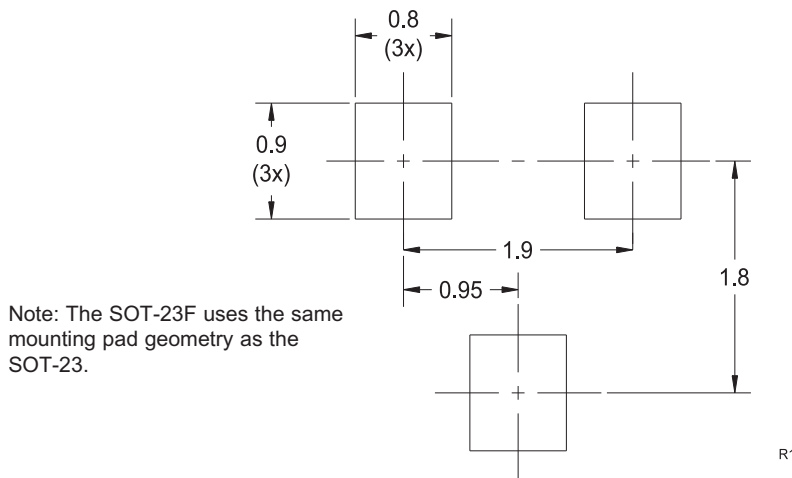 0.8
(3x)
0.9
(3x)
1.9
1.8
0.95
Note: The SOT-23F uses the same
mounting pad geometry as the
SOT-23.
R1